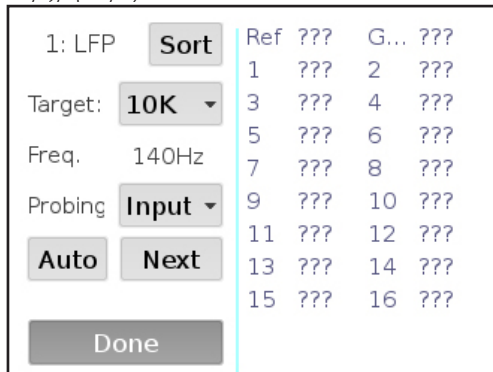 1: LFP Sort
Target: 10K
Freq. 140Hz
Probing Input
Auto Next
Done
Ref ??? G... ???
1 ??? 2 ???
3 ??? 4 ???
5 ??? 6 ???
7 ??? 8 ???
9 ??? 10 ???
11 ??? 12 ???
13 ??? 14 ???
15 ??? 16 ???